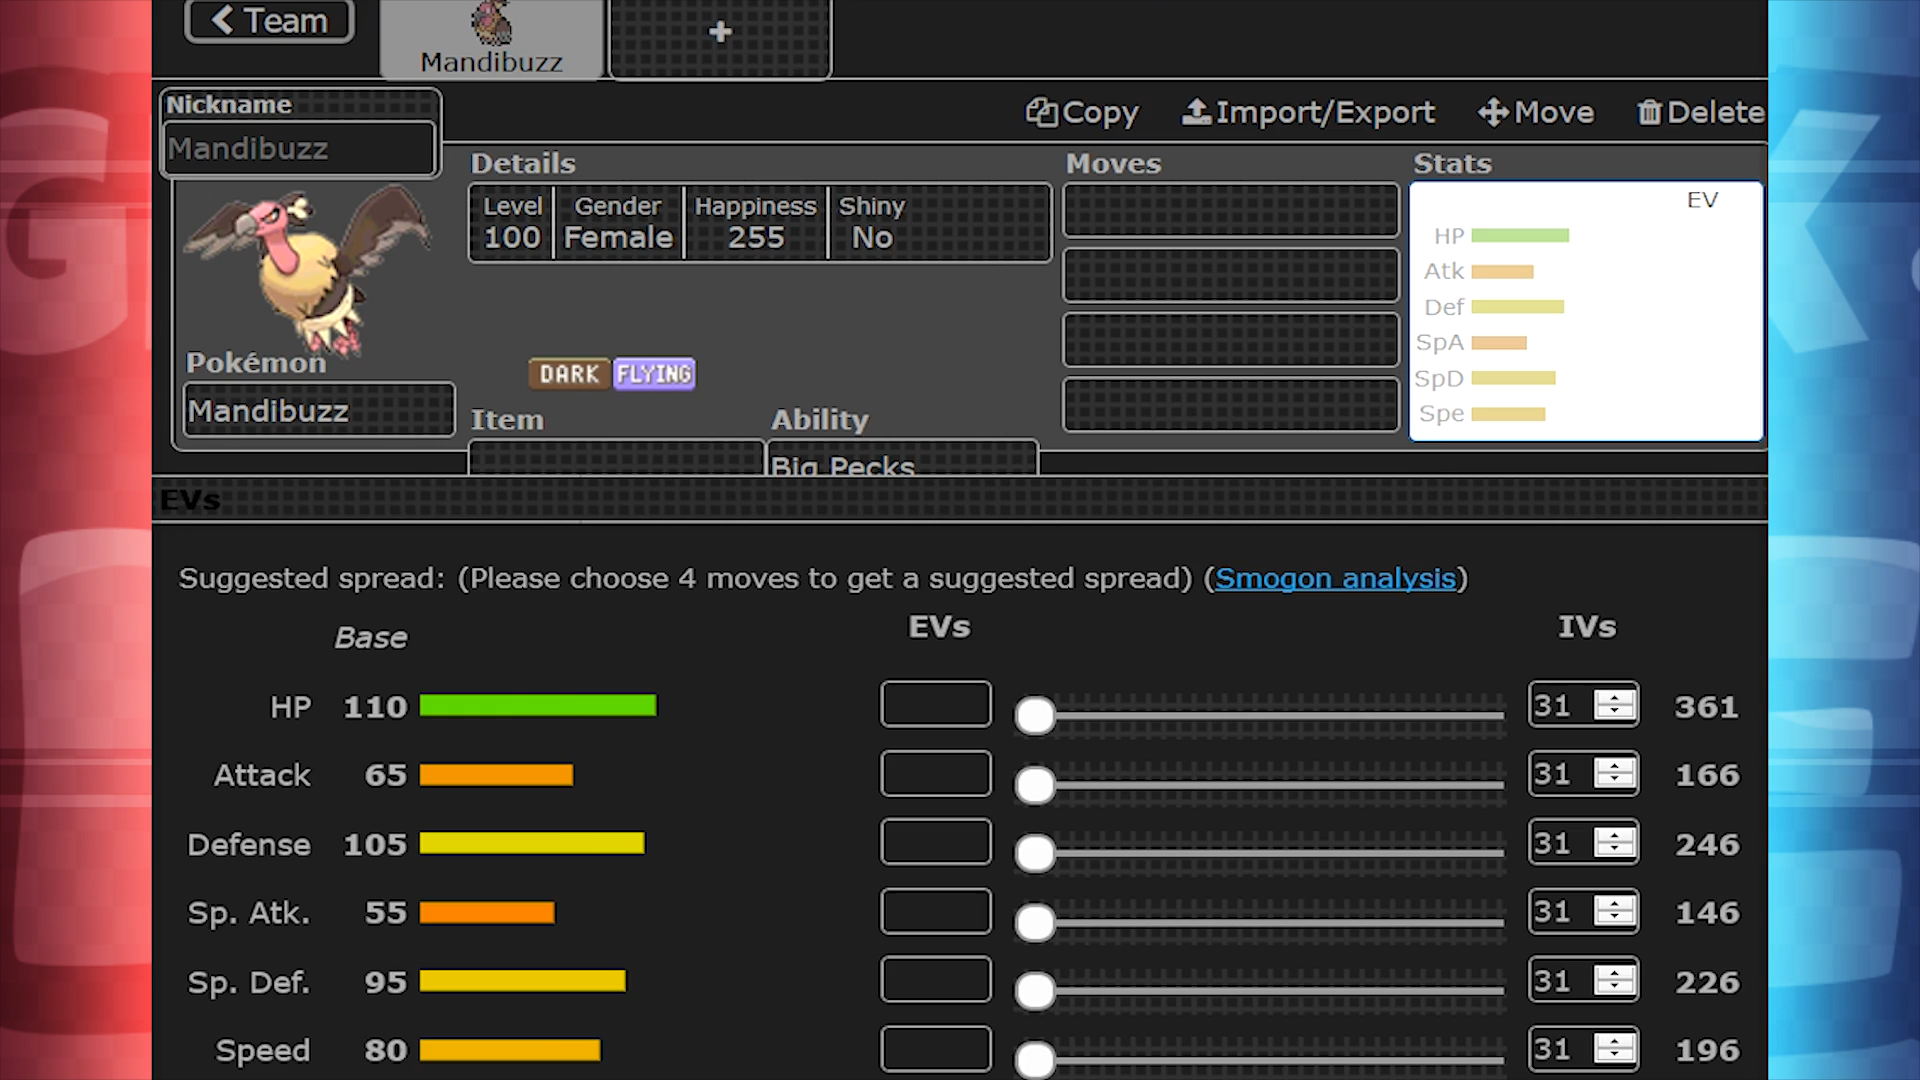 Team
Mandibuzz
+
Nickname
Mandibuzz
Copy
Import/Export
Move
Delete
Details
Level
100
Gender
Female
Happiness
255
Shiny
No
Moves
Stats
EV
HP
Atk
Def
SpA
SpD
Spe
Pokémon
Mandibuzz
DARK
FLYING
Item
Ability
Big Pecks
EVs
Suggested spread: (Please choose 4 moves to get a suggested spread) (Smogon analysis)
Base
EVs
IVs
HP 110 31 361
Attack 65 31 166
Defense 105 31 246
Sp. Atk. 55 31 146
Sp. Def. 95 31 226
Speed 80 31 196